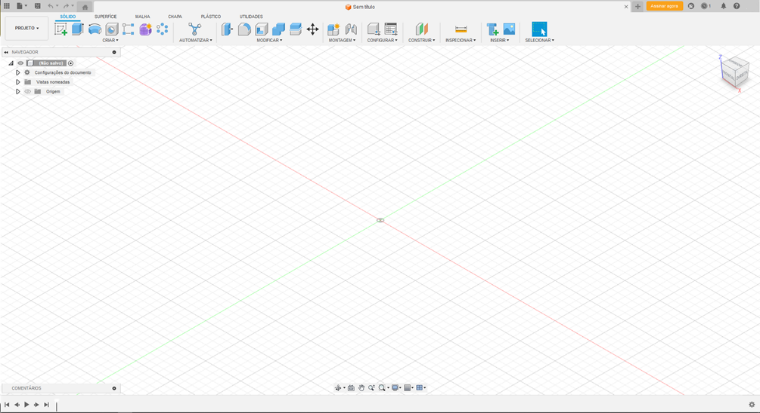 Sem título
SÓLIDO SUPERFÍCIE MALHA CHAPA PLÁSTICO UTILIDADES
PROJETO
CRIAR AUTOMATIZAR MODIFICAR MONTAGEM CONFIGURAR CONSTRUIR INSPECIONAR INSERIR SELECIONAR
NAVEGADOR
(Não salvo)
Configurações do documento
Vistas nomeadas
Origem
Z
X
COMENTÁRIOS